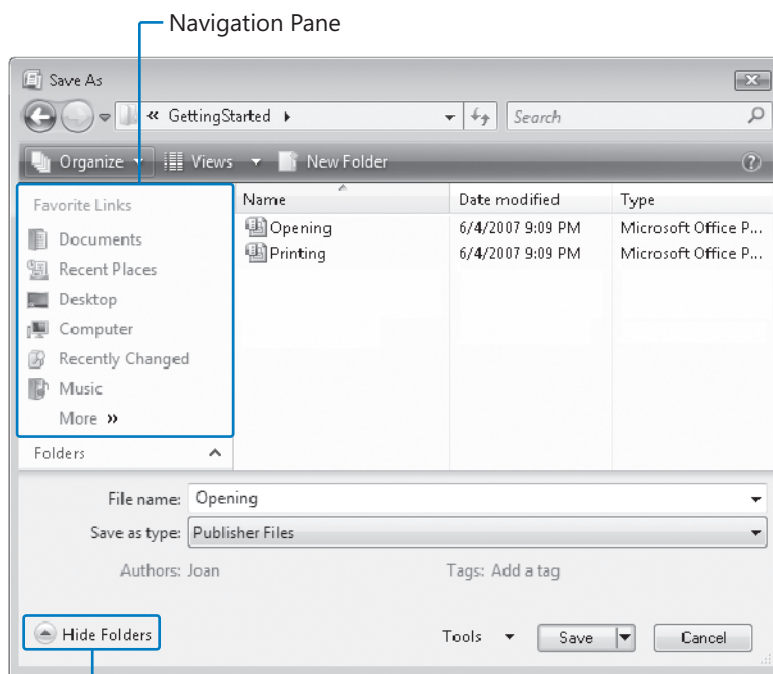 Navigation Pane
Save As
« GettingStarted
Search
Organize Views New Folder
Favorite Links
Documents
Recent Places
Desktop
Computer
Recently Changed
Music
More »
Folders
Name Date modified Type
Opening 6/4/2007 9:09 PM Microsoft Office P...
Printing 6/4/2007 9:09 PM Microsoft Office P...
File name: Opening
Save as type: Publisher Files
Authors: Joan Tags: Add a tag
Hide Folders Tools Save Cancel